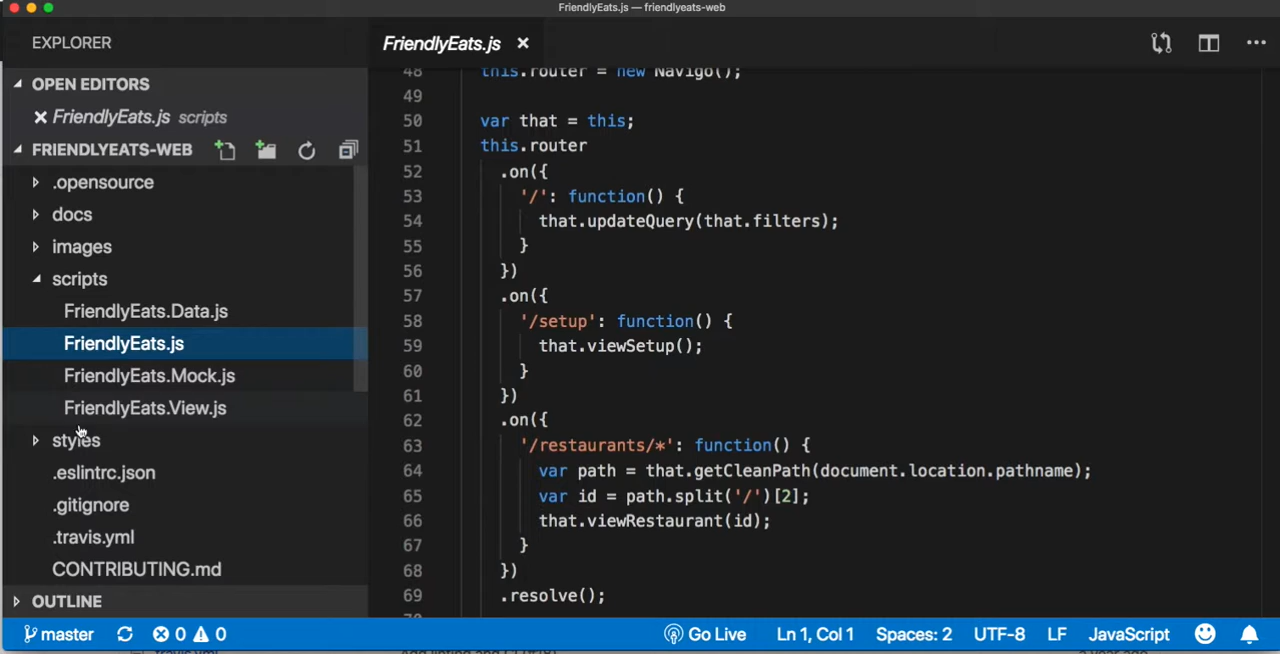 FriendlyEats.js — friendlyeats-web
EXPLORER
OPEN EDITORS
FriendlyEats.js scripts
FRIENDLYEATS-WEB
.opensource
docs
images
scripts
FriendlyEats.Data.js
FriendlyEats.js
FriendlyEats.Mock.js
FriendlyEats.View.js
styles
.eslintrc.json
.gitignore
.travis.yml
CONTRIBUTING.md
OUTLINE
FriendlyEats.js
48 this.router = new Navigo();
49
50 var that = this;
51 this.router
52 .on({
53 '/': function() {
54 that.updateQuery(that.filters);
55 }
56 })
57 .on({
58 '/setup': function() {
59 that.viewSetup();
60 }
61 })
62 .on({
63 '/restaurants/*': function() {
64 var path = that.getCleanPath(document.location.pathname);
65 var id = path.split('/')[2];
66 that.viewRestaurant(id);
67 }
68 })
69 .resolve();
master 0 0 Go Live Ln 1, Col 1 Spaces: 2 UTF-8 LF JavaScript